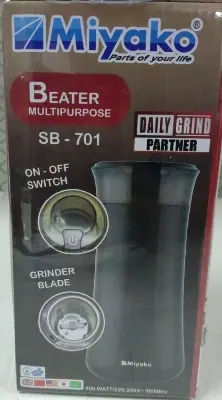 Miyako®
Parts of your life
BEATER
MULTIPURPOSE
SB - 701
DAILY GRIND
PARTNER
ON - OFF
SWITCH
GRINDER
BLADE
Miyako